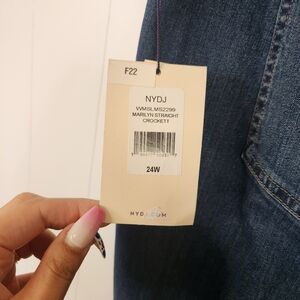 F22
NYDJ
WMSLMS2299
MARILYN STRAIGHT
CROCKETT
24W
NYDJ.COM